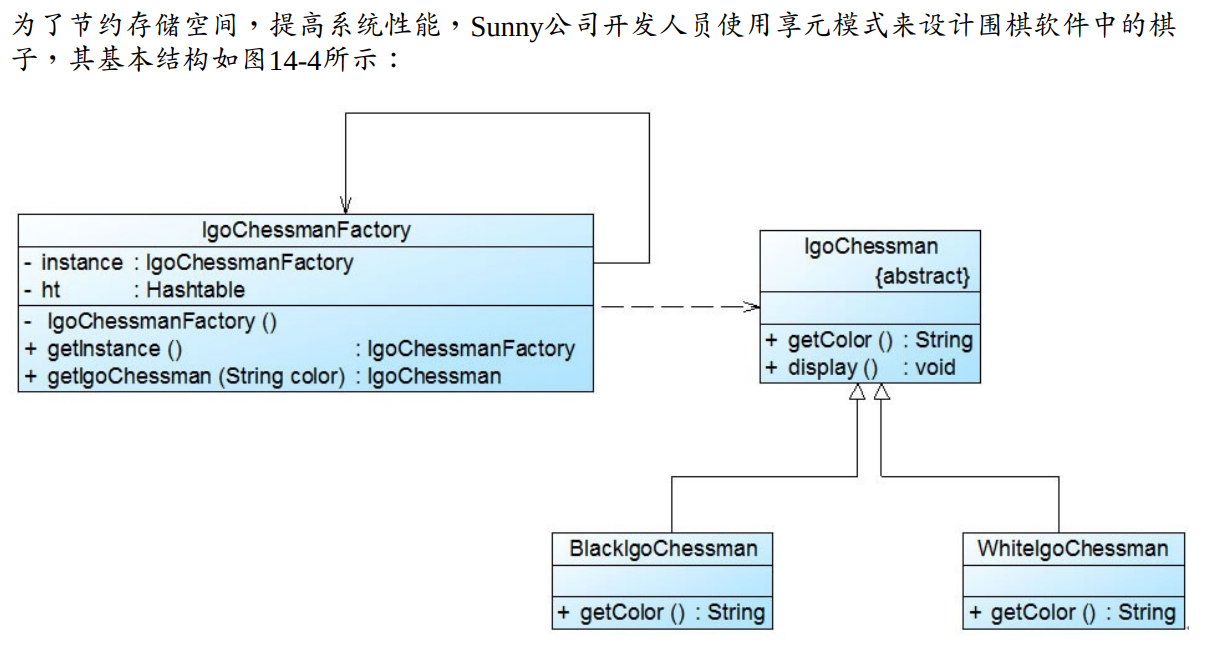 为了节约存储空间，提高系统性能，Sunny公司开发人员使用享元模式来设计围棋软件中的棋
子，其基本结构如图14-4所示：
IgoChessmanFactory
- instance : IgoChessmanFactory
- ht : Hashtable
- IgoChessmanFactory ()
+ getInstance () : IgoChessmanFactory
+ getIgoChessman (String color) : IgoChessman
IgoChessman
{abstract}
+ getColor () : String
+ display () : void
BlackIgoChessman
+ getColor () : String
WhiteIgoChessman
+ getColor () : String